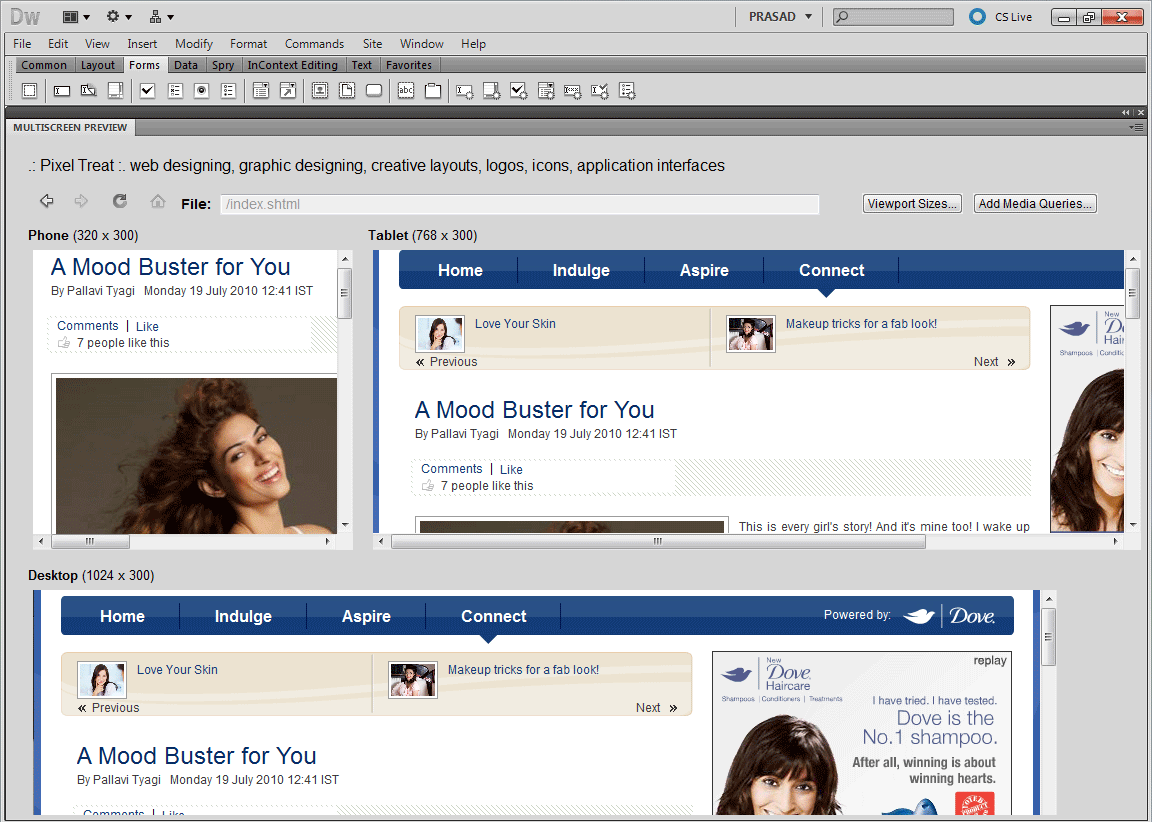 Dw
PRASAD
CS Live
File Edit View Insert Modify Format Commands Site Window Help
Common Layout Forms Data Spry InContext Editing Text Favorites
abc
MULTISCREEN PREVIEW
.: Pixel Treat :. web designing, graphic designing, creative layouts, logos, icons, application interfaces
File: /index.shtml Viewport Sizes... Add Media Queries...
Phone (320 x 300)
A Mood Buster for You
By Pallavi Tyagi Monday 19 July 2010 12:41 IST
Comments | Like
7 people like this
Tablet (768 x 300)
Home Indulge Aspire Connect
Love Your Skin
Makeup tricks for a fab look!
« Previous
Next »
New
Shampoos
A Mood Buster for You
By Pallavi Tyagi Monday 19 July 2010 12:41 IST
Comments | Like
7 people like this
This is every girl's story! And it's mine too! I wake up
Desktop (1024 x 300)
Home Indulge Aspire Connect
Powered by: Dove.
Love Your Skin
Makeup tricks for a fab look!
« Previous
Next »
replay
New
Dove
Haircare
Shampoos | Conditioners | Treatments
I have tried. I have tested.
Dove is the
No.1 shampoo.
After all, winning is about
winning hearts.
A Mood Buster for You
By Pallavi Tyagi Monday 19 July 2010 12:41 IST
Comments | Like